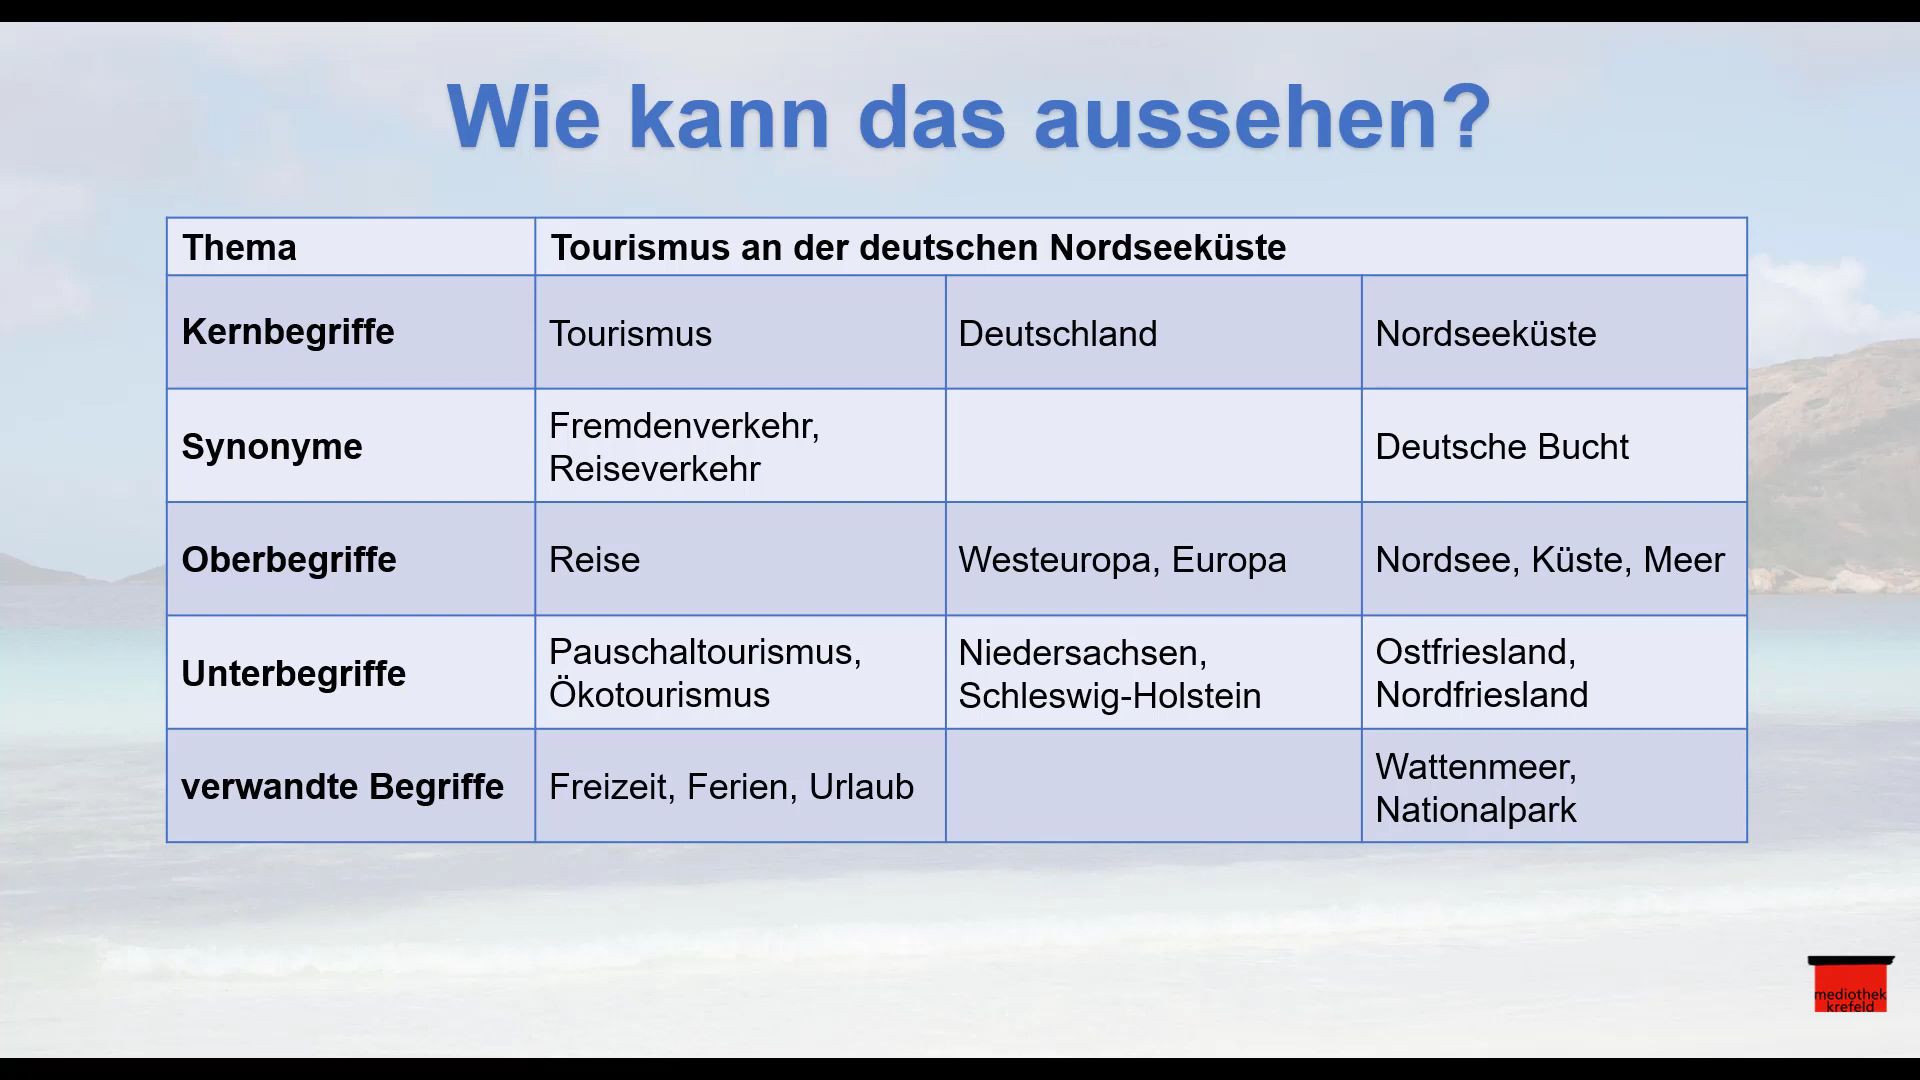 Wie kann das aussehen?
Thema Tourismus an der deutschen Nordseeküste
Kernbegriffe Tourismus Deutschland Nordseeküste
Synonyme Fremdenverkehr,
Reiseverkehr Deutsche Bucht
Oberbegriffe Reise Westeuropa, Europa Nordsee, Küste, Meer
Unterbegriffe Pauschaltourismus,
Ökotourismus Niedersachsen,
Schleswig-Holstein Ostfriesland,
Nordfriesland
verwandte Begriffe Freizeit, Ferien, Urlaub Wattenmeer,
Nationalpark
mediothek
krefeld